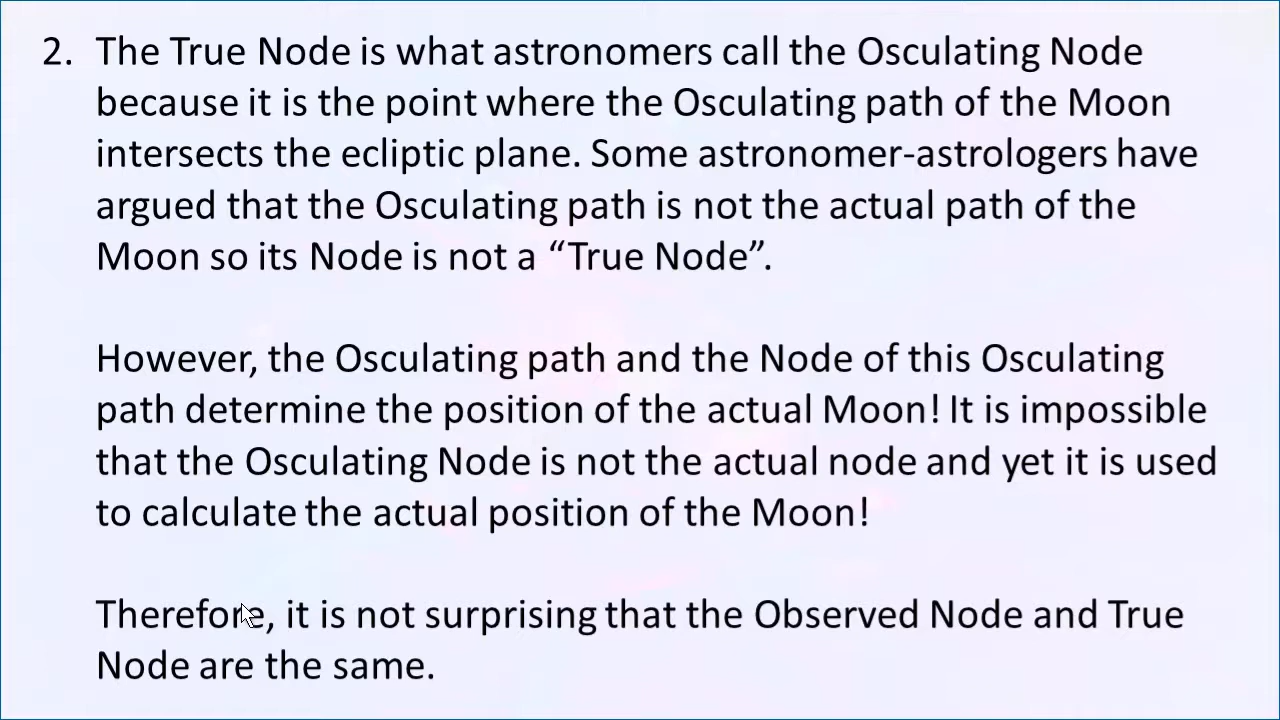 2. The True Node is what astronomers call the Osculating Node
because it is the point where the Osculating path of the Moon
intersects the ecliptic plane. Some astronomer-astrologers have
argued that the Osculating path is not the actual path of the
Moon so its Node is not a “True Node”.
However, the Osculating path and the Node of this Osculating
path determine the position of the actual Moon! It is impossible
that the Osculating Node is not the actual node and yet it is used
to calculate the actual position of the Moon!
Therefore, it is not surprising that the Observed Node and True
Node are the same.